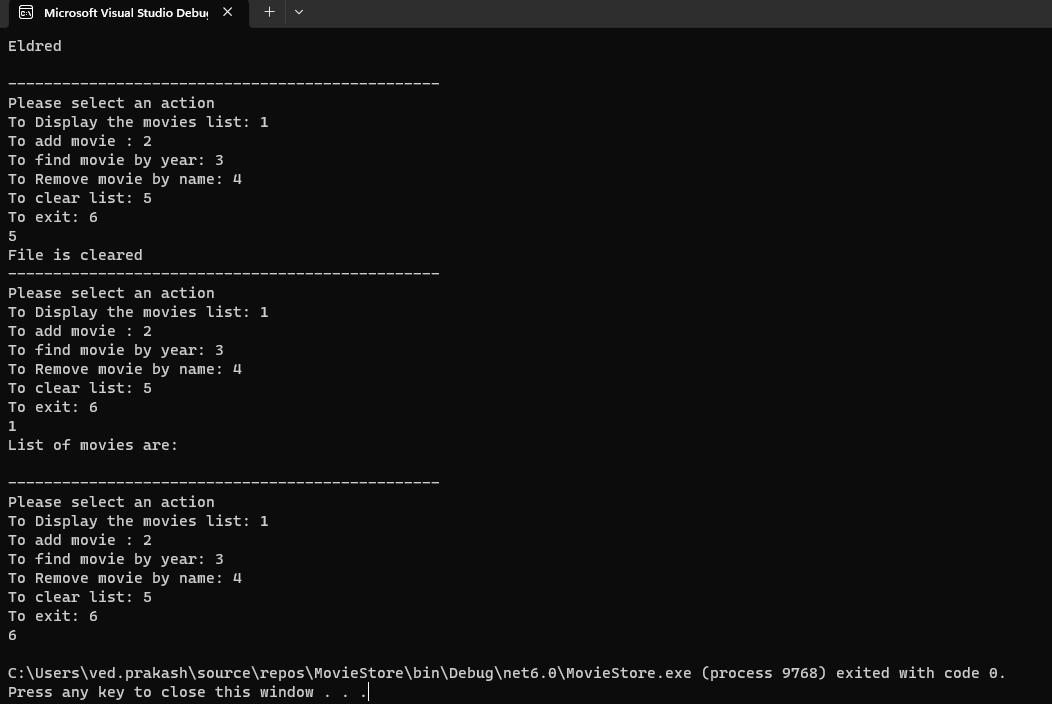 Microsoft Visual Studio Debug
Eldred
------------------------------------------------
Please select an action
To Display the movies list: 1
To add movie : 2
To find movie by year: 3
To Remove movie by name: 4
To clear list: 5
To exit: 6
5
File is cleared
------------------------------------------------
Please select an action
To Display the movies list: 1
To add movie : 2
To find movie by year: 3
To Remove movie by name: 4
To clear list: 5
To exit: 6
1
List of movies are:
------------------------------------------------
Please select an action
To Display the movies list: 1
To add movie : 2
To find movie by year: 3
To Remove movie by name: 4
To clear list: 5
To exit: 6
6
C:\Users\ved.prakash\source\repos\MovieStore\bin\Debug\net6.0\MovieStore.exe (process 9768) exited with code 0.
Press any key to close this window . . .